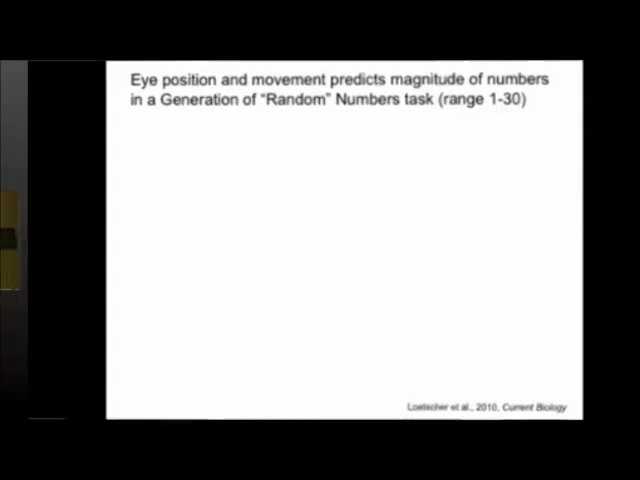 Eye position and movement predicts magnitude of numbers
in a Generation of “Random” Numbers task (range 1-30)
Loetscher et al., 2010, Current Biology